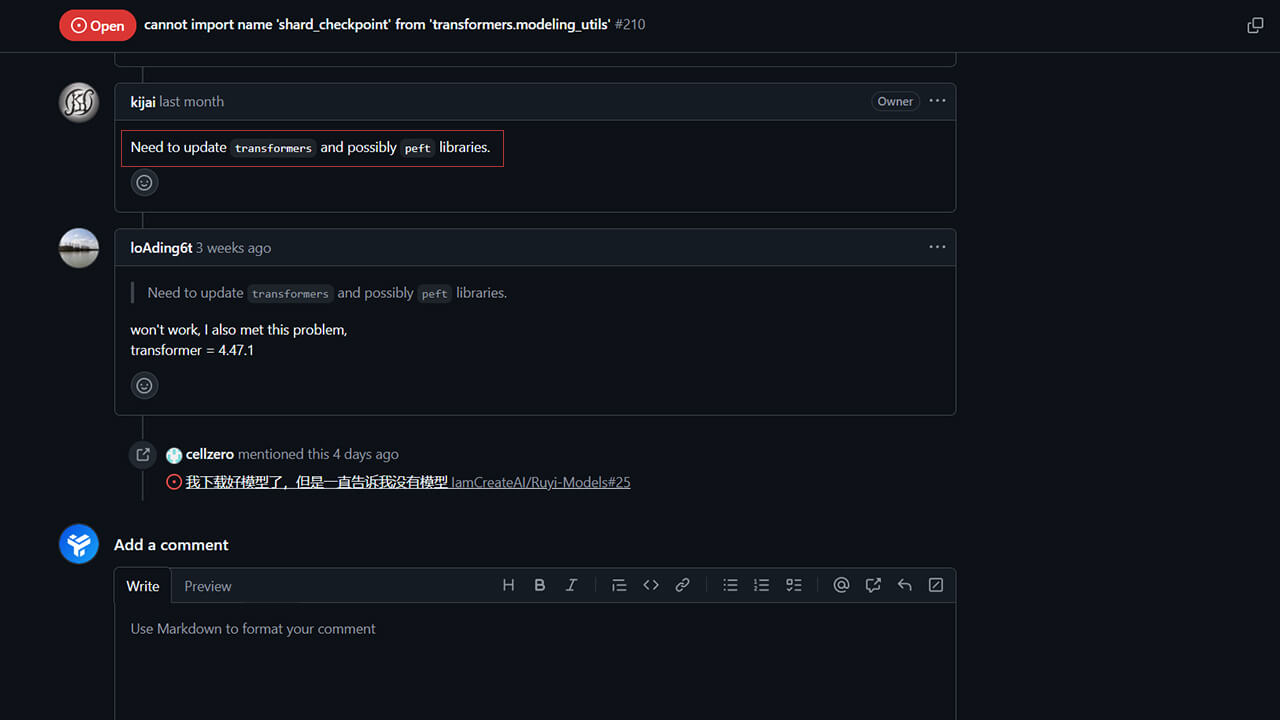 Open cannot import name 'shard_checkpoint' from 'transformers.modeling_utils' #210
kijai last month
Owner
Need to update transformers and possibly peft libraries.
loAding6t 3 weeks ago
Need to update transformers and possibly peft libraries.
won't work, I also met this problem,
transformer = 4.47.1
cellzero mentioned this 4 days ago
我下载好模型了，但是一直告诉我没有模型 IamCreateAI/Ruyi-Models#25
Add a comment
Write Preview
Use Markdown to format your comment